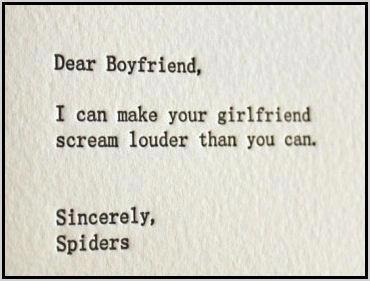 Dear Boyfriend,
I can make your girlfriend
scream louder than you can.
Sincerely,
Spiders